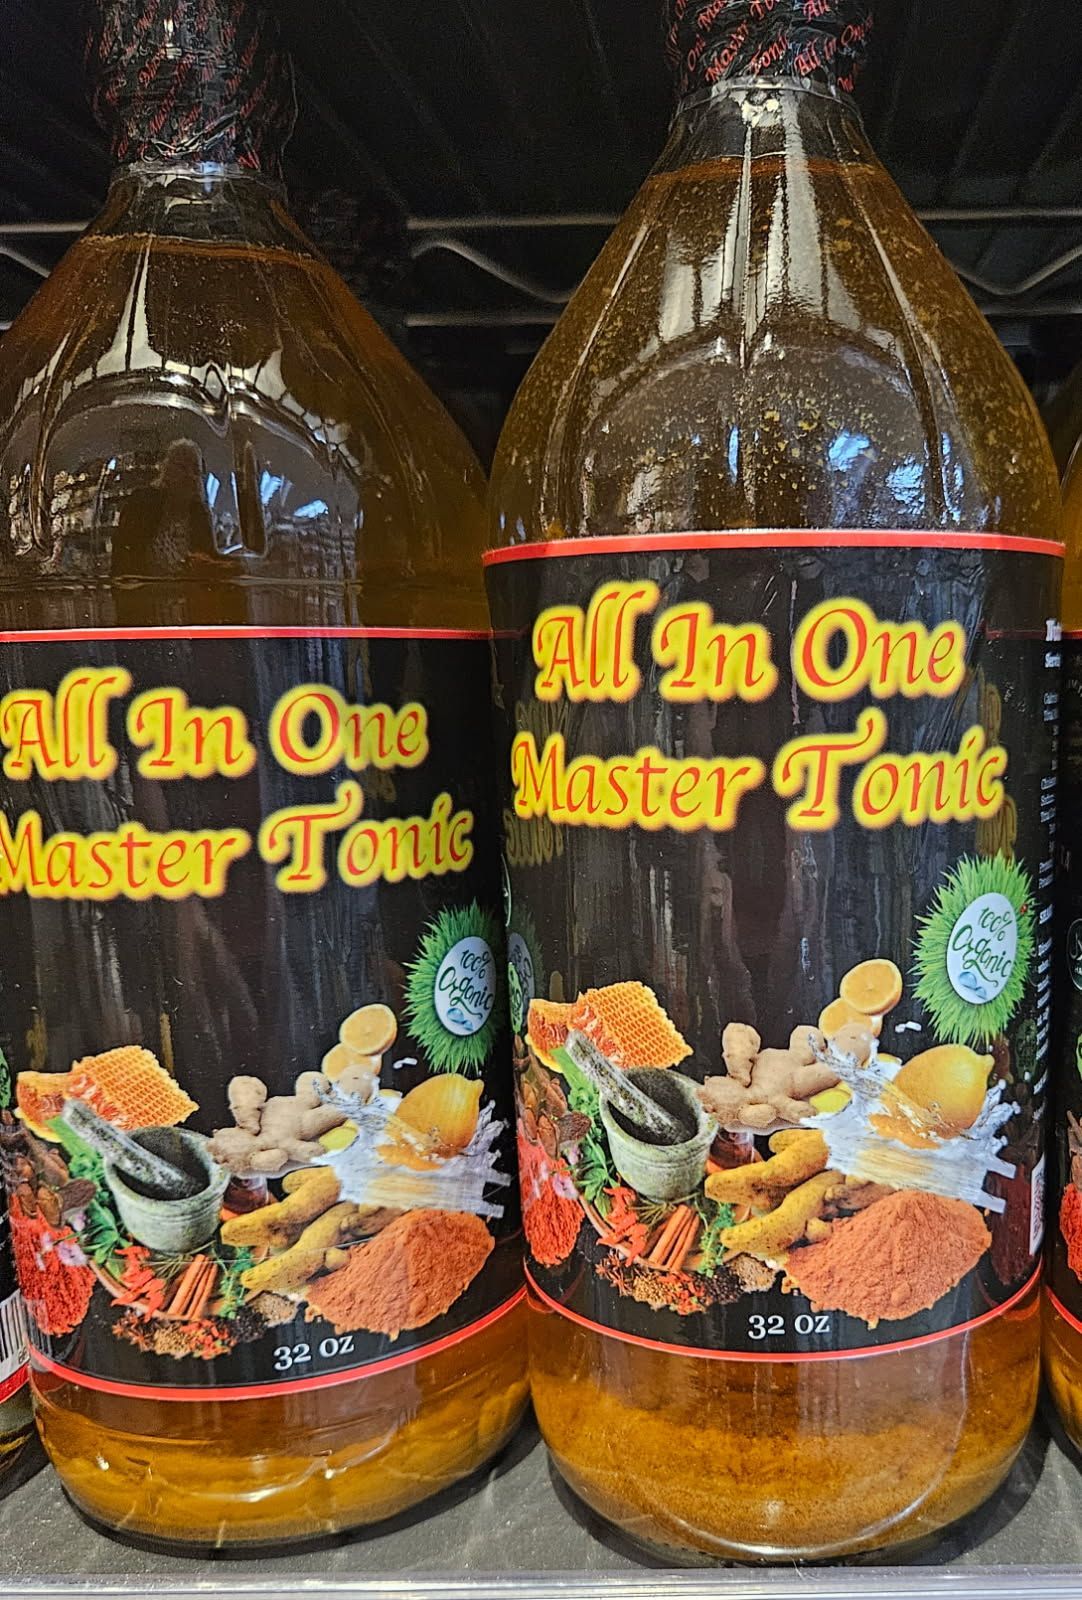 All In One
Master Tonic
100%
Organic
32 oz
All In One
Master Tonic
100%
Organic
32 oz